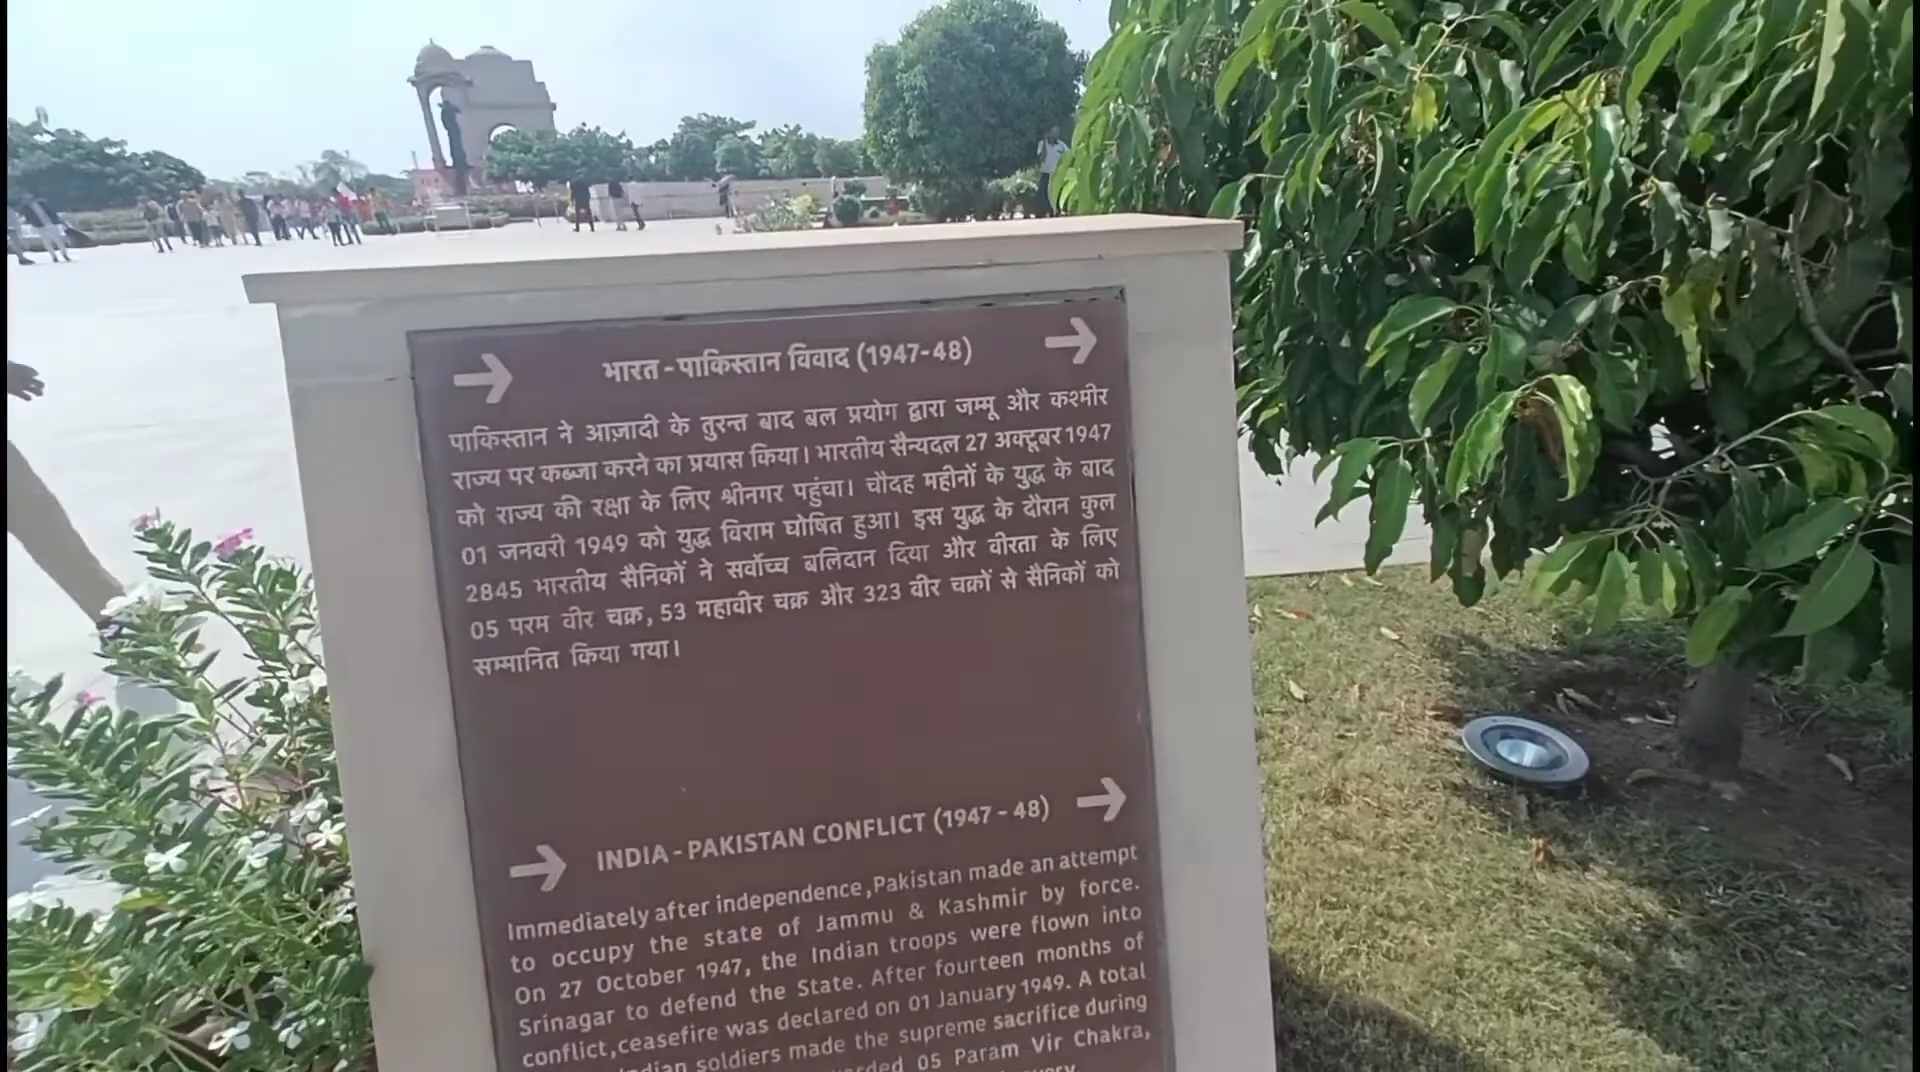 भारत-पाकिस्तान विवाद (1947-48)
पाकिस्तान ने आज़ादी के तुरन्त बाद बल प्रयोग द्वारा जम्मू और कश्मीर
राज्य पर कब्जा करने का प्रयास किया। भारतीय सैन्यदल 27 अक्टूबर 1947
को राज्य की रक्षा के लिए श्रीनगर पहुंचा। चौदह महीनों के युद्ध के बाद
01 जनवरी 1949 को युद्ध विराम घोषित हुआ। इस युद्ध के दौरान कुल
2845 भारतीय सैनिकों ने सर्वोच्च बलिदान दिया और वीरता के लिए
05 परम वीर चक्र, 53 महावीर चक्र और 323 वीर चक्रों से सैनिकों को
सम्मानित किया गया।
INDIA - PAKISTAN CONFLICT (1947 - 48)
Immediately after independence, Pakistan made an attempt
to occupy the state of Jammu & Kashmir by force.
On 27 October 1947, the Indian troops were flown into
Srinagar to defend the State. After fourteen months of
conflict, ceasefire was declared on 01 January 1949. A total
soldiers made the supreme sacrifice during
05 Param Vir Chakra,